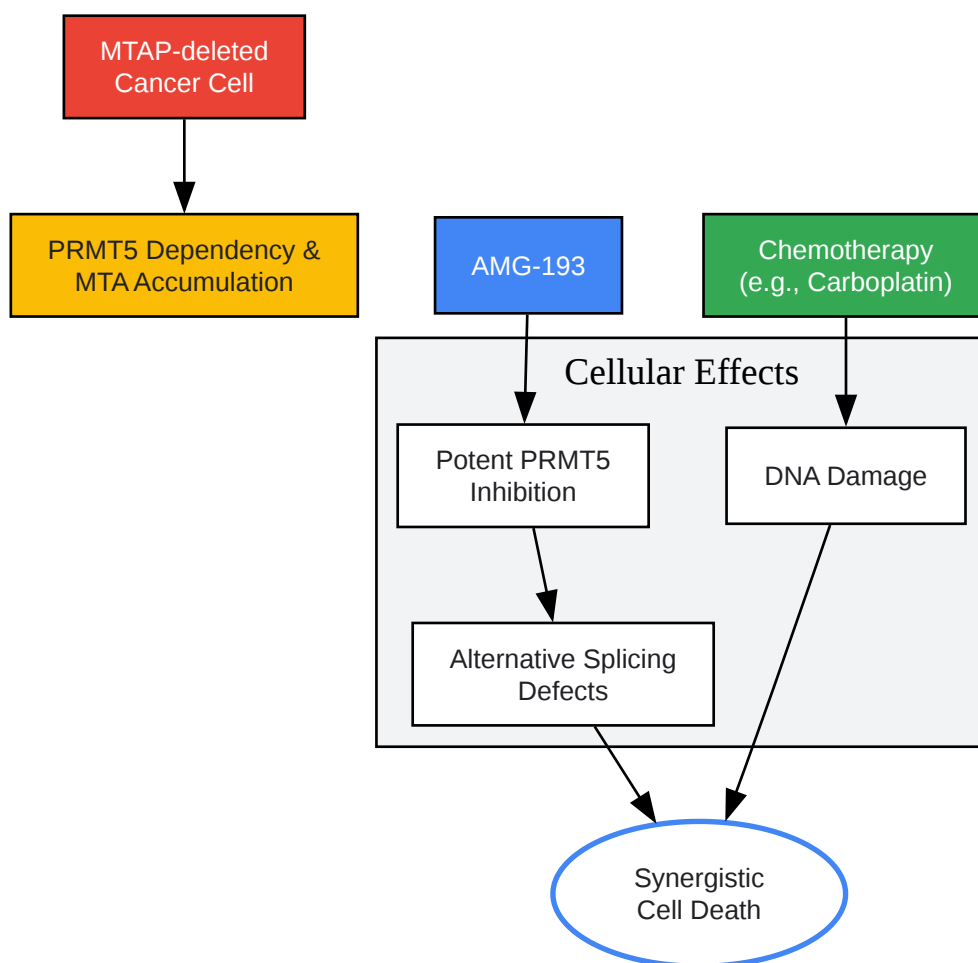 MTAP-deleted
Cancer Cell
PRMT5 Dependency &
MTA Accumulation
AMG-193
Chemotherapy
(e.g., Carboplatin)
Cellular Effects
Potent PRMT5
Inhibition
DNA Damage
Alternative Splicing
Defects
Synergistic
Cell Death